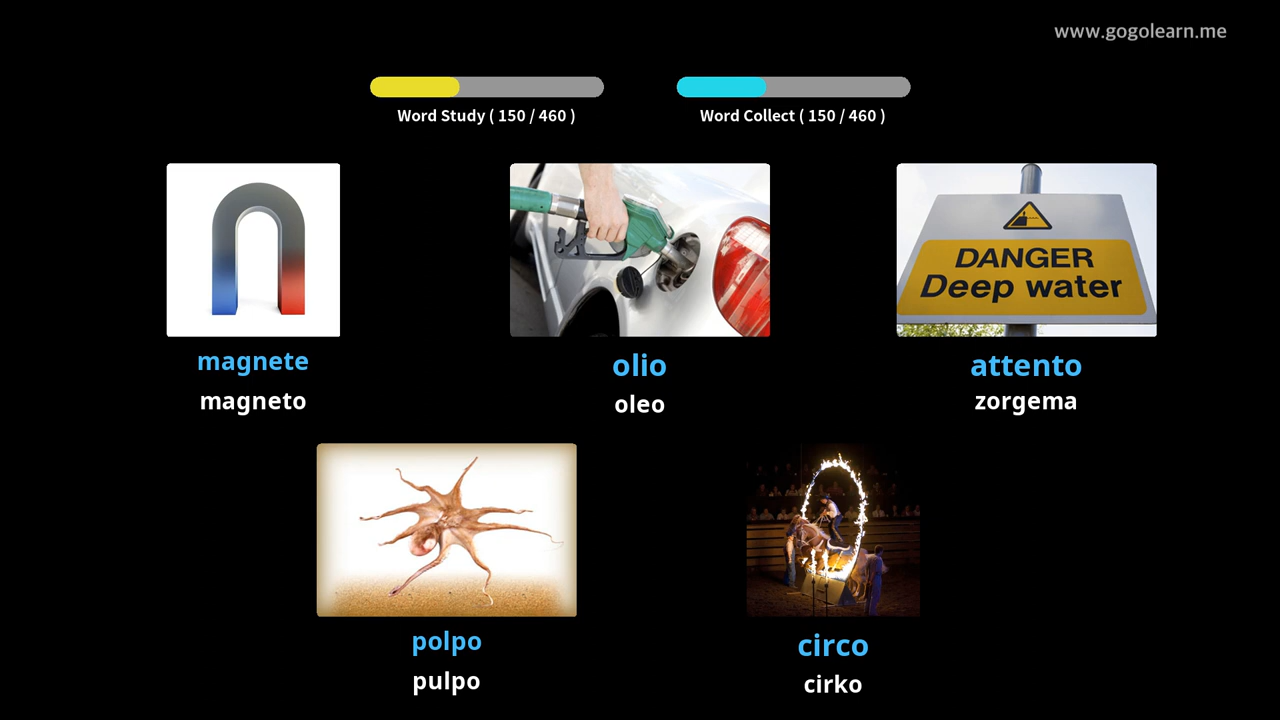 www.gogolearn.me
Word Study ( 150 / 460 )
Word Collect ( 150 / 460 )
DANGER
Deep water
magnete
magneto
olio
oleo
attento
zorgema
polpo
pulpo
circo
cirko